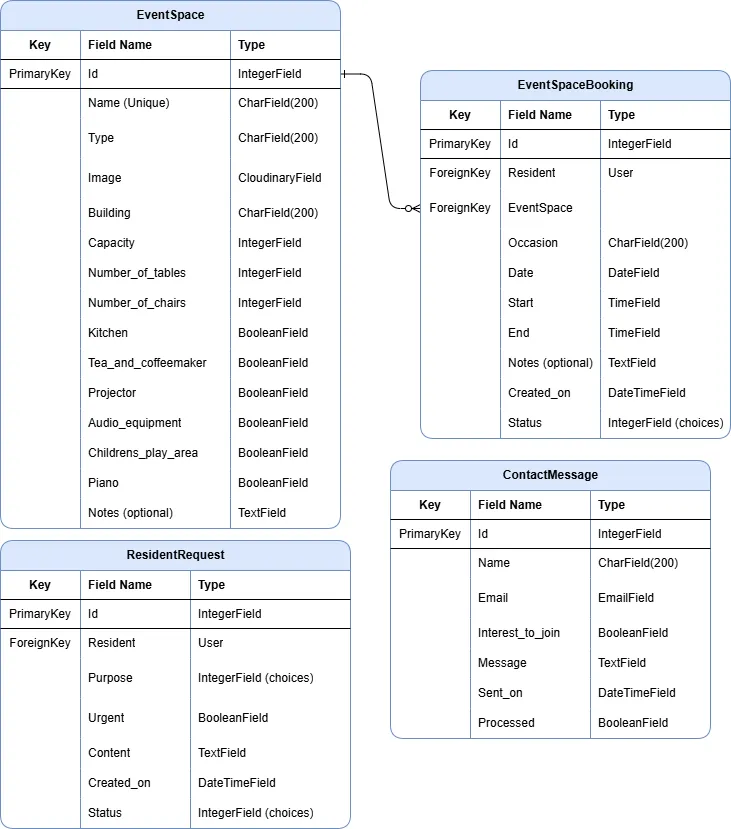 EventSpace
Key Field Name Type
PrimaryKey Id IntegerField
Name (Unique) CharField(200)
Type CharField(200)
Image CloudinaryField
Building CharField(200)
Capacity IntegerField
Number_of_tables IntegerField
Number_of_chairs IntegerField
Kitchen BooleanField
Tea_and_coffeemaker BooleanField
Projector BooleanField
Audio_equipment BooleanField
Childrens_play_area BooleanField
Piano BooleanField
Notes (optional) TextField
EventSpaceBooking
Key Field Name Type
PrimaryKey Id IntegerField
ForeignKey Resident User
ForeignKey EventSpace
Occasion CharField(200)
Date DateField
Start TimeField
End TimeField
Notes (optional) TextField
Created_on DateTimeField
Status IntegerField (choices)
ContactMessage
Key Field Name Type
PrimaryKey Id IntegerField
Name CharField(200)
Email EmailField
Interest_to_join BooleanField
Message TextField
Sent_on DateTimeField
Processed BooleanField
ResidentRequest
Key Field Name Type
PrimaryKey Id IntegerField
ForeignKey Resident User
Purpose IntegerField (choices)
Urgent BooleanField
Content TextField
Created_on DateTimeField
Status IntegerField (choices)